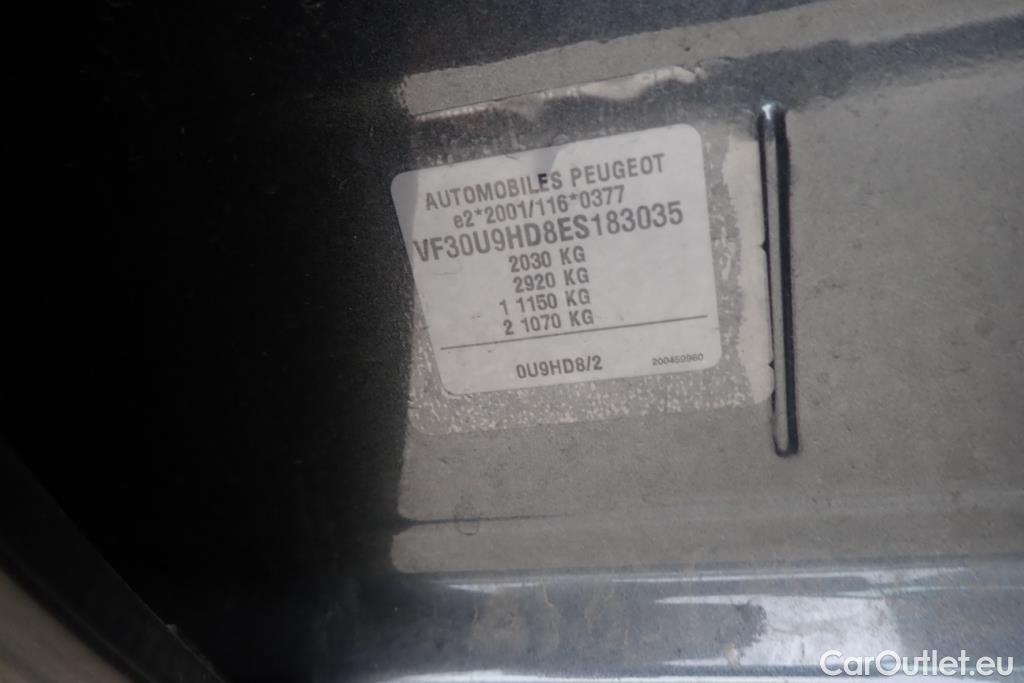 AUTOMOBILES PEUGEOT
e2*2001/116*0377
VF30U9HD8ES183035
2030 KG
2920 KG
1 1150 KG
2 1070 KG
0U9HD8/2
200459960
CarOutlet.eu